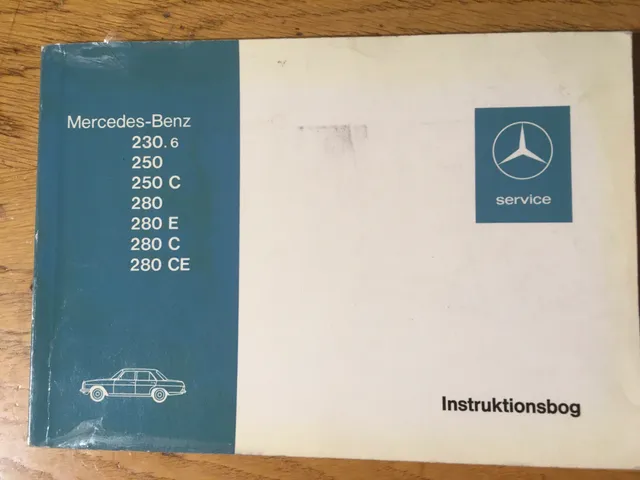 Mercedes-Benz
230.6
250
250 C
280
280 E
280 C
280 CE
service
Instruktionsbog